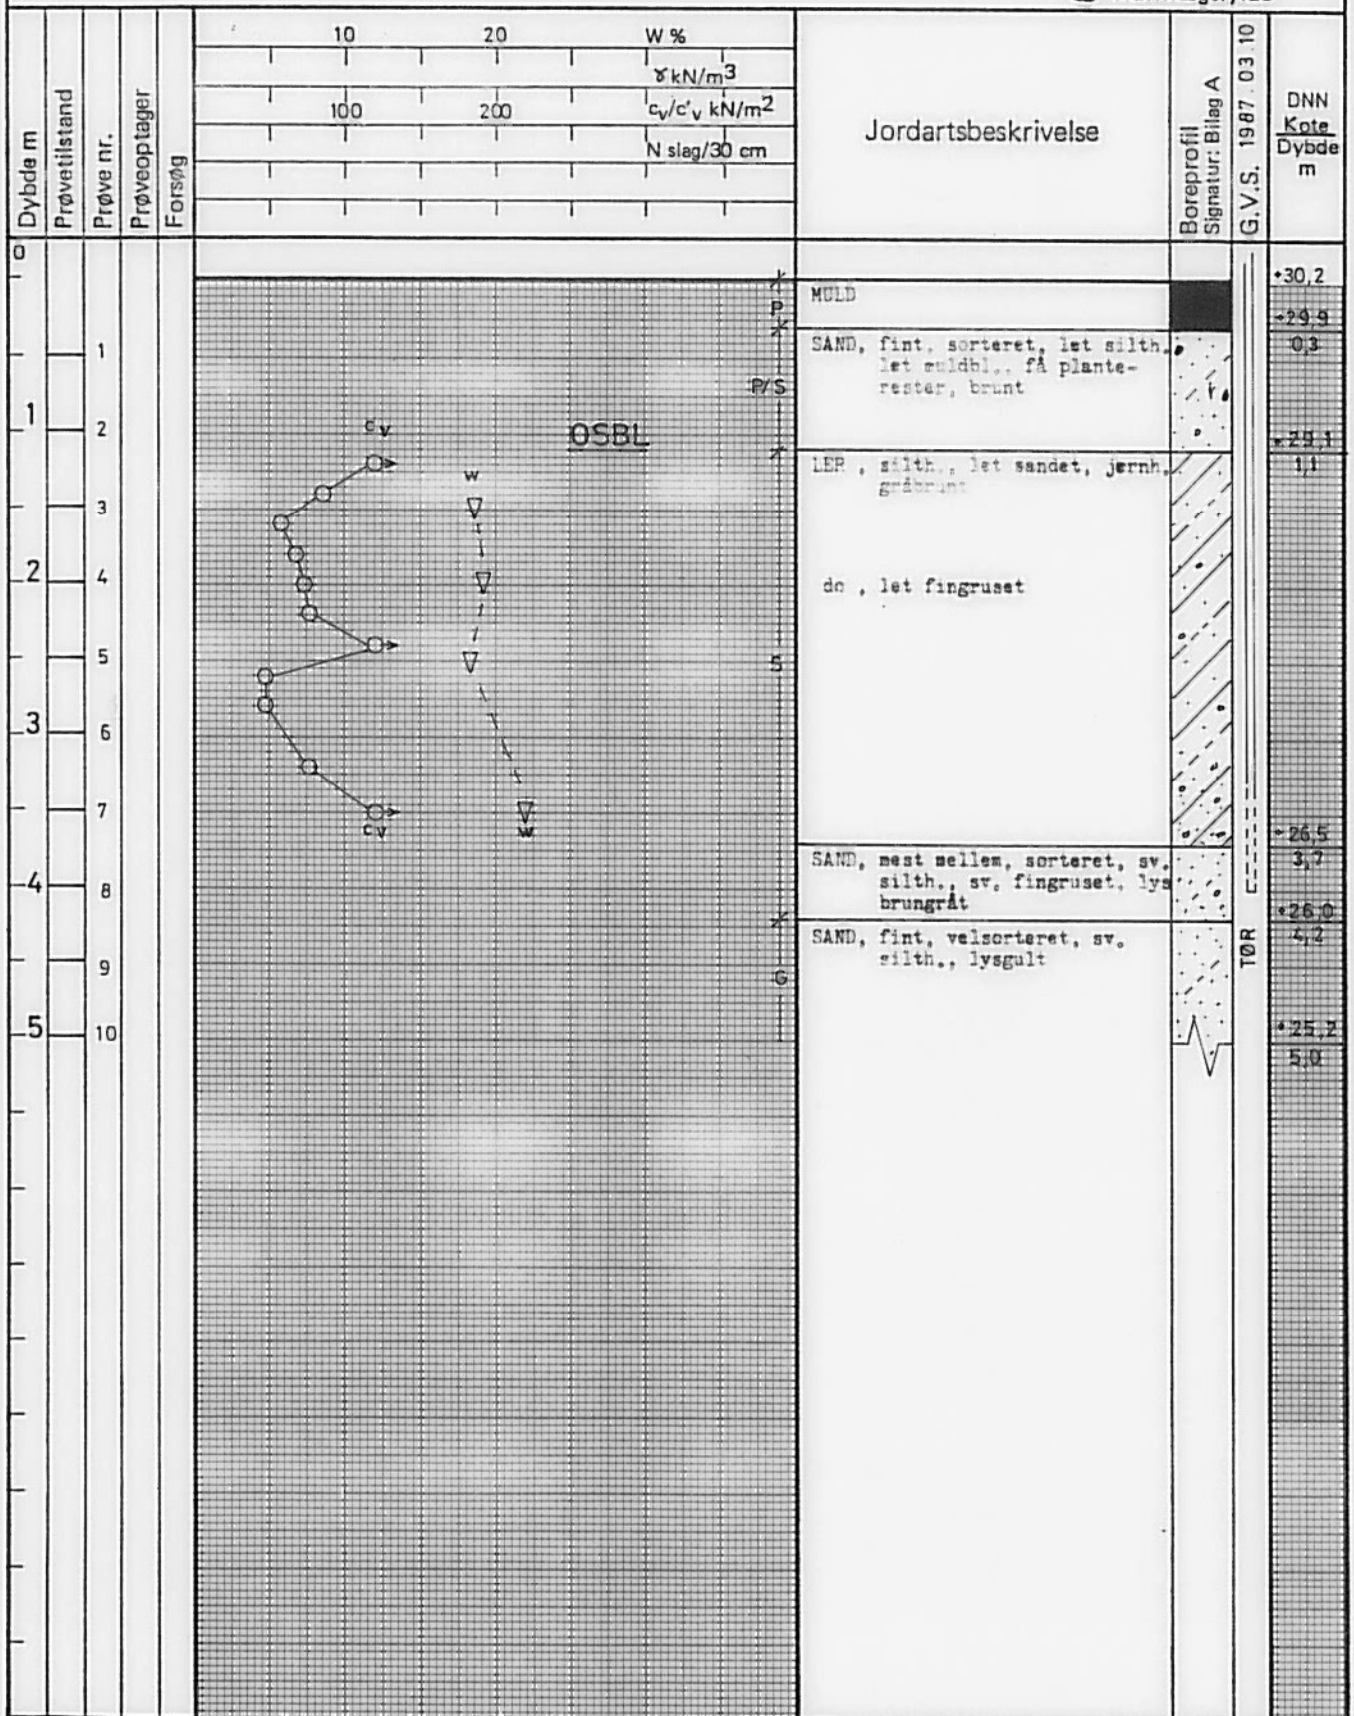 10 20 W %
γ kN/m3
100 200 cv/c'v kN/m2
N slag/30 cm
Dybde m
Prøvetilstand
Prøve nr.
Prøveoptager
Forsøg
Jordartsbeskrivelse
Boreprofil
Signatur: Bilag A
G.V.S. 1987. 03.10
DNN
Kote
Dybde
m
0
+30,2
MULD
P
+29,9
0,3
1
SAND, fint, sorteret, let silth.
let muldbl., få plante-
rester, brunt
P/S
1
2
cv
OSBL
+29,1
1,1
LER , silth., let sandet, jernh.
gråbrunt
w
3
2
4
do , let fingruset
5
S
3
6
7
cv
w
+26,5
3,7
SAND, mest mellem, sorteret, sv.
silth., sv. fingruset, lys
brungråt
4
8
+26,0
4,2
SAND, fint, velsorteret, sv.
silth., lysgult
9
G
TØR
5
10
+25,2
5,0